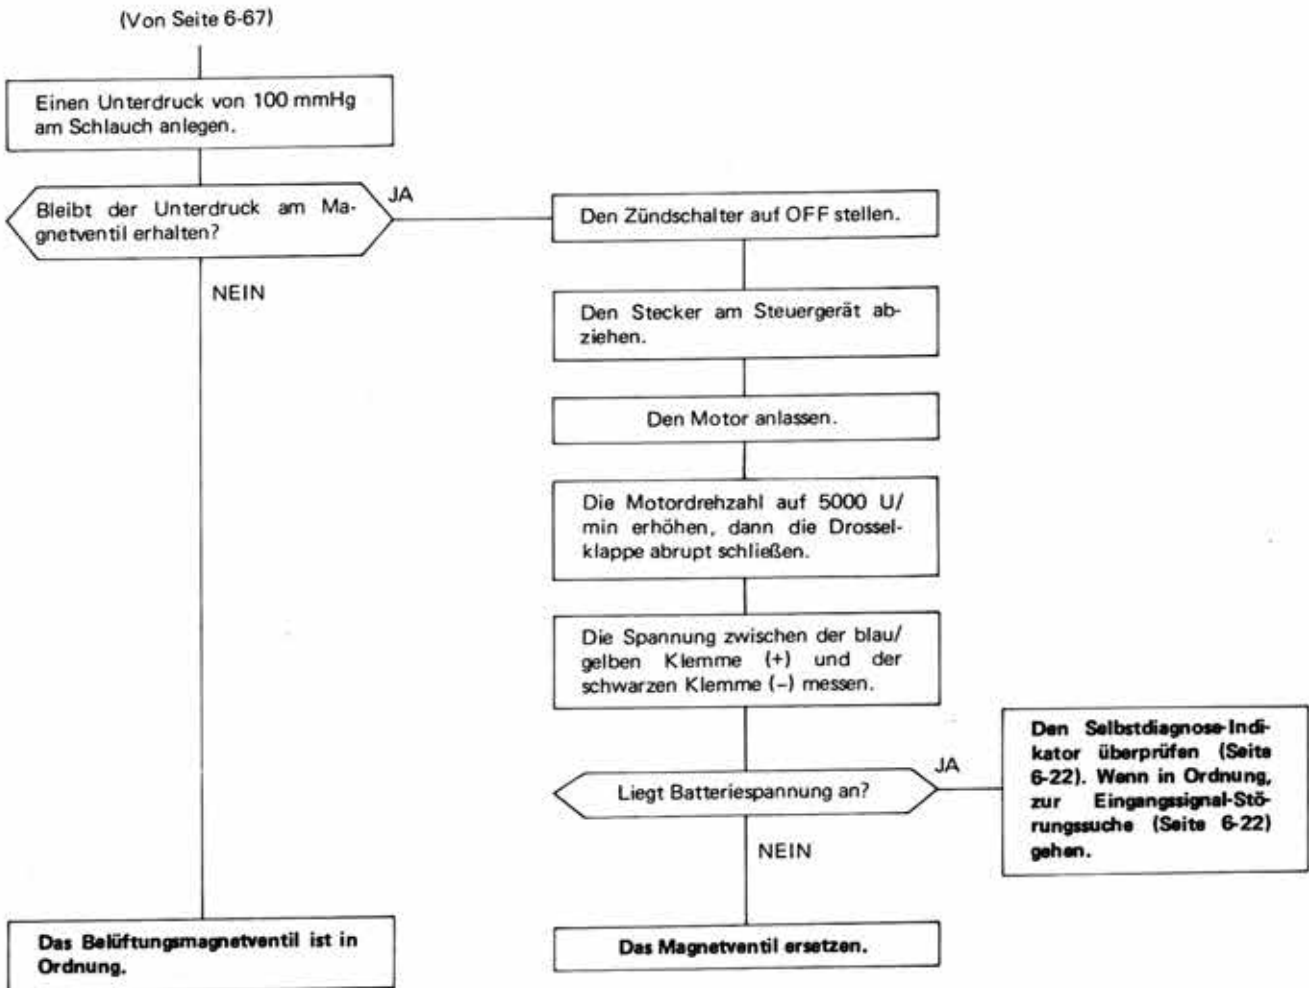 (Von Seite 6-67)
Einen Unterdruck von 100 mmHg
am Schlauch anlegen.
Bleibt der Unterdruck am Ma-
gnetventil erhalten?
JA
NEIN
Den Zündschalter auf OFF stellen.
Den Stecker am Steuergerät ab-
ziehen.
Den Motor anlassen.
Die Motordrehzahl auf 5000 U/
min erhöhen, dann die Drossel-
klappe abrupt schließen.
Die Spannung zwischen der blau/
gelben Klemme (+) und der
schwarzen Klemme (−) messen.
Liegt Batteriespannung an?
JA
Den Selbstdiagnose-Indi-
kator überprüfen (Seite
6-22). Wenn in Ordnung,
zur Eingangssignal-Stö-
rungssuche (Seite 6-22)
gehen.
NEIN
Das Belüftungsmagnetventil ist in
Ordnung.
Das Magnetventil ersetzen.